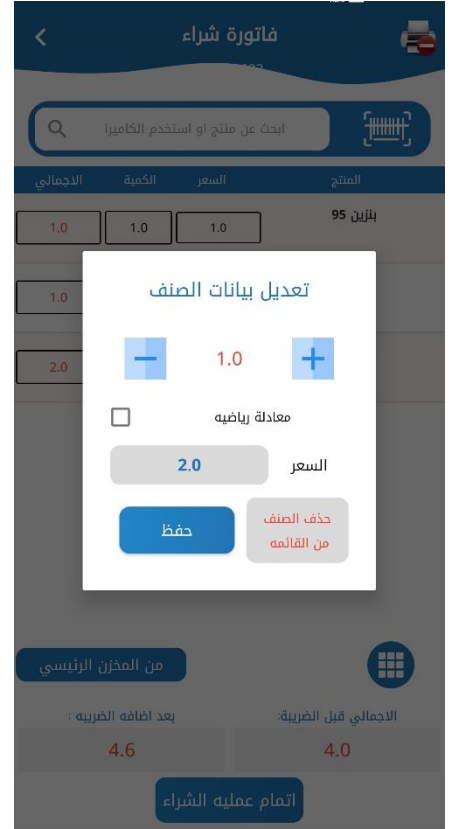 فاتورة شراء
ابحث عن منتج او استخدم الكاميرا
المنتج السعر الكمية الاجمالي
بنزين 95 1.0 1.0 1.0
1.0
2.0
تعديل بيانات الصنف
+ 1.0 −
معادلة رياضيه
السعر 2.0
حذف الصنف
من القائمه
حفظ
من المخزن الرئيسي
الاجمالي قبل الضريبة: بعد اضافه الضريبه :
4.0 4.6
اتمام عمليه الشراء